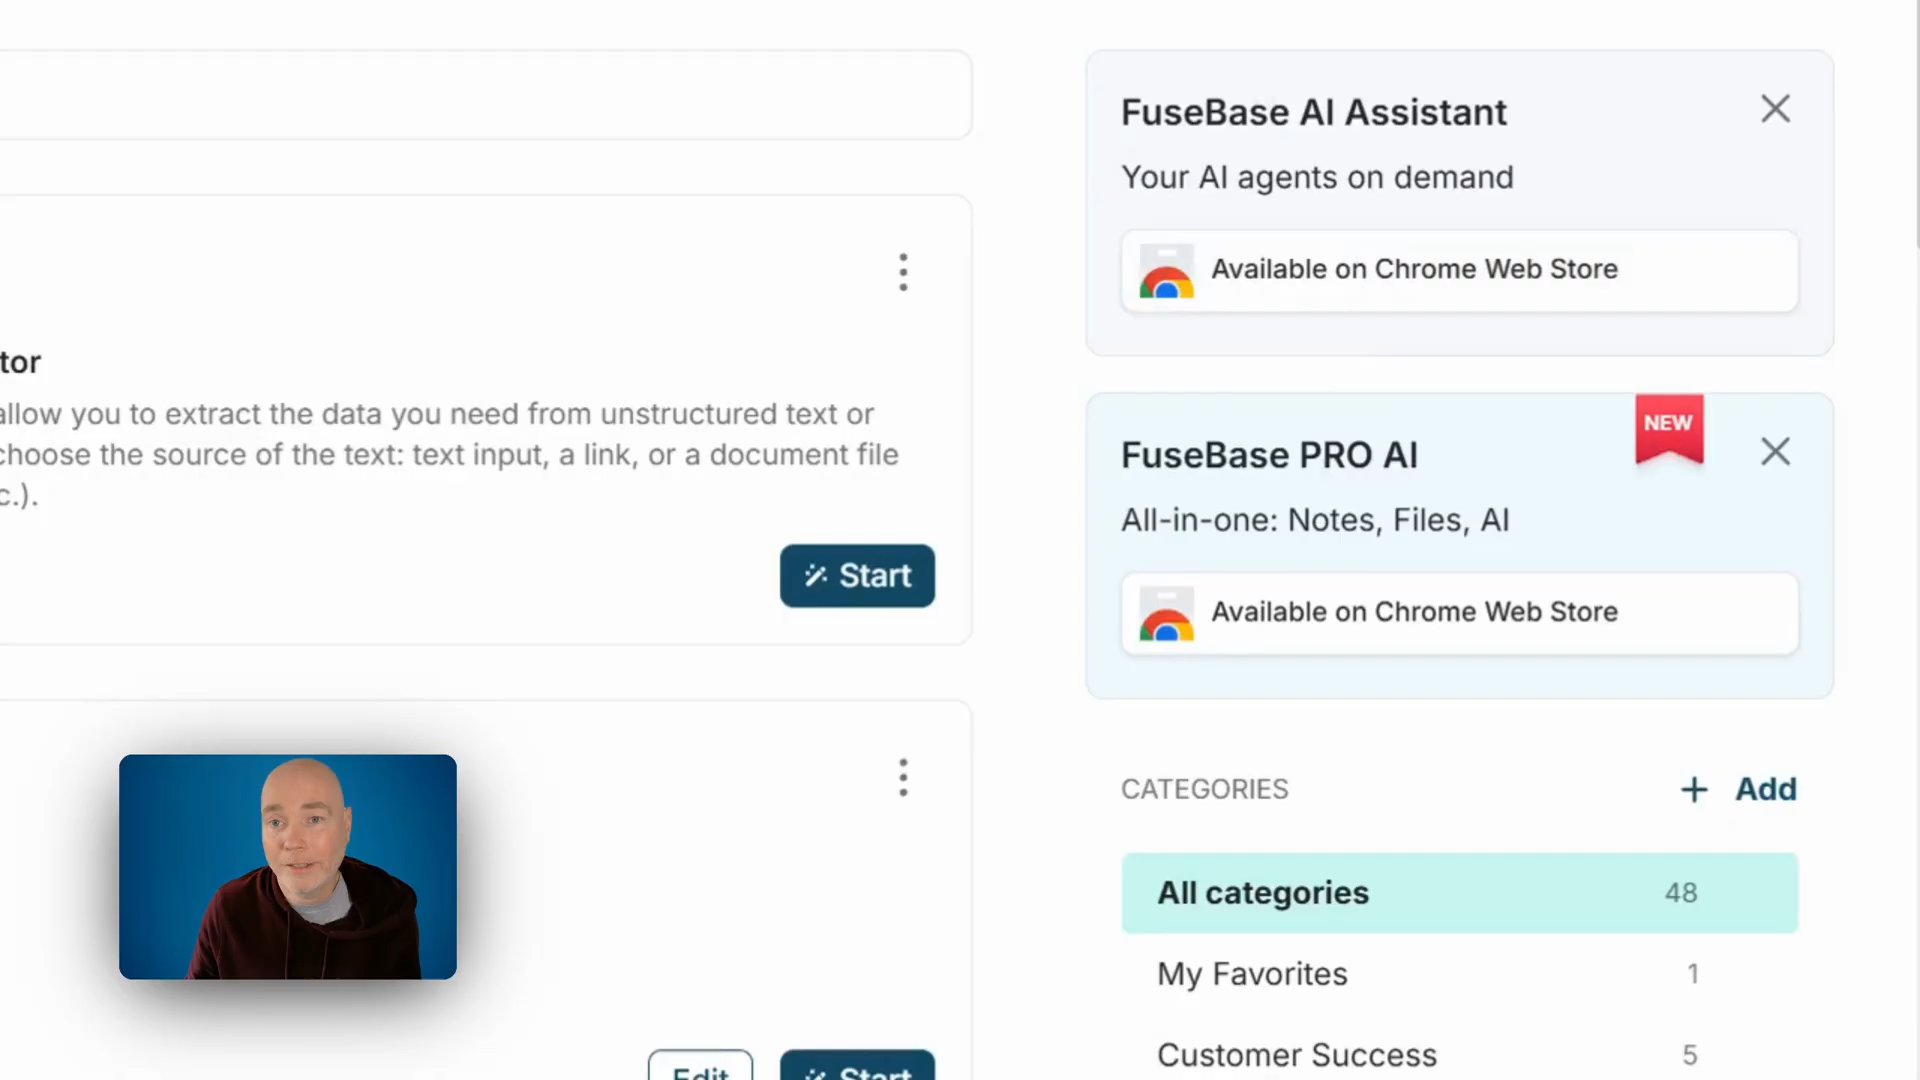 FuseBase AI Assistant
Your AI agents on demand
Available on Chrome Web Store
tor
allow you to extract the data you need from unstructured text or
choose the source of the text: text input, a link, or a document file
c.).
Start
NEW
FuseBase PRO AI
All-in-one: Notes, Files, AI
Available on Chrome Web Store
CATEGORIES
+ Add
All categories 48
My Favorites 1
Customer Success 5
Edit
Start